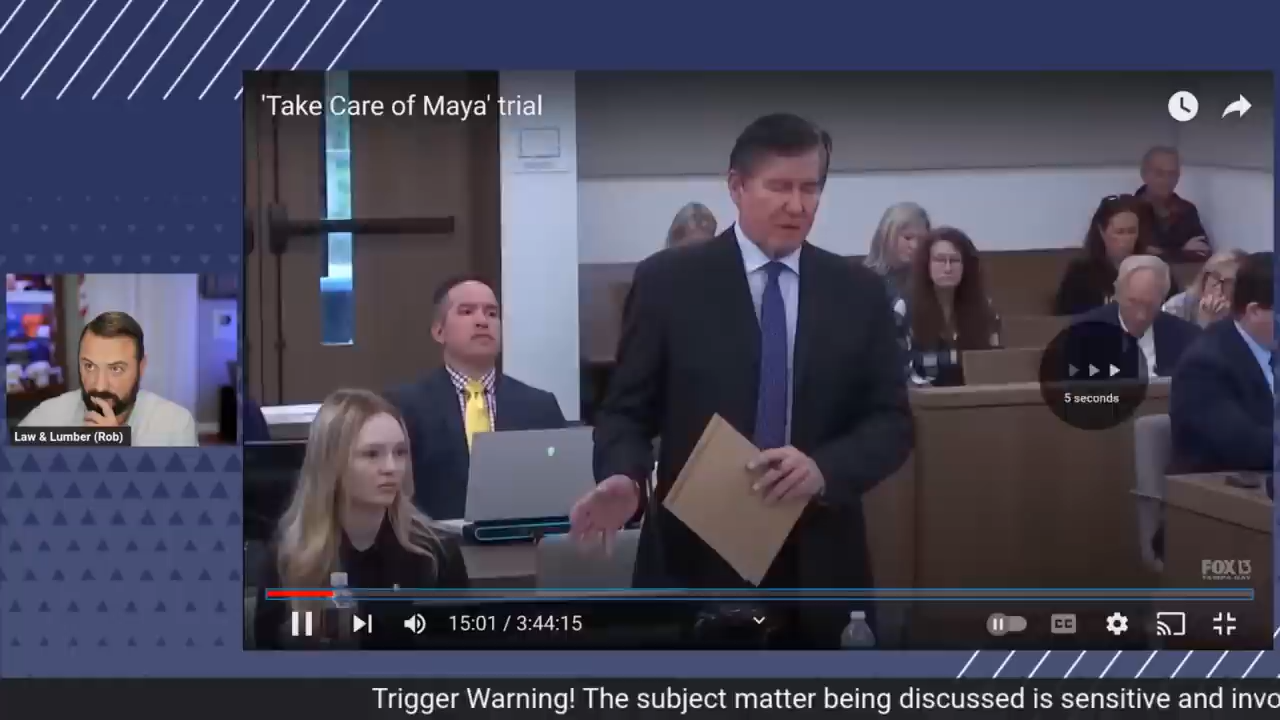 'Take Care of Maya' trial
5 seconds
Law & Lumber (Rob)
FOX 13
TAMPA BAY
15:01 / 3:44:15
CC
Trigger Warning! The subject matter being discussed is sensitive and invo